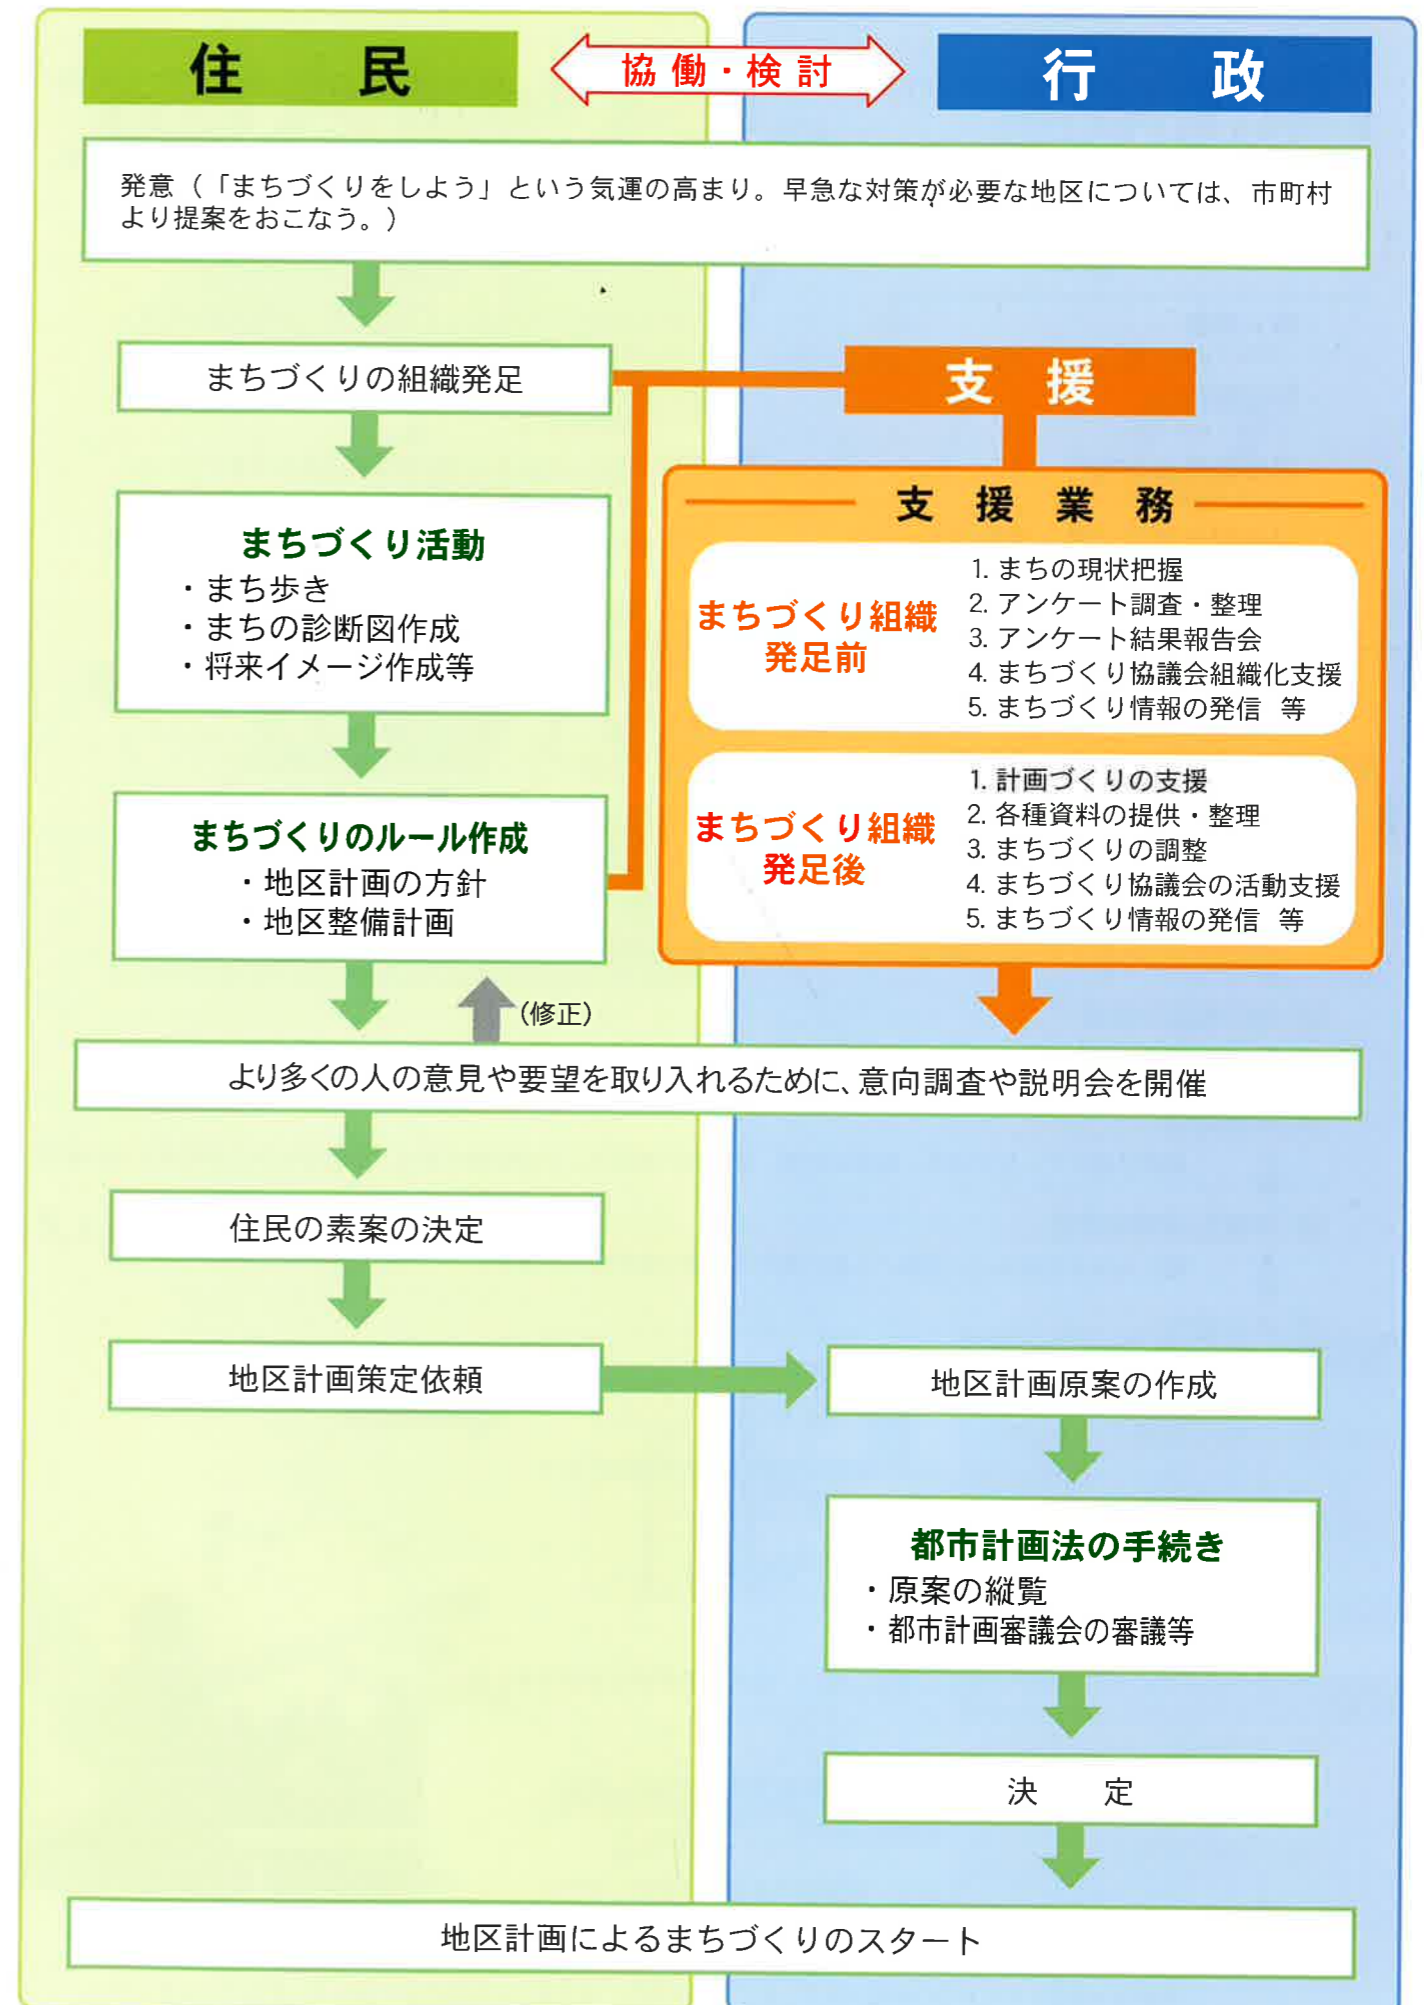 住　民
協働・検討
行　政
発意（「まちづくりをしよう」という気運の高まり。早急な対策が必要な地区については、市町村
より提案をおこなう。）
まちづくりの組織発足
支　援
まちづくり活動
・まち歩き
・まちの診断図作成
・将来イメージ作成等
支援業務
まちづくり組織
発足前
1. まちの現状把握
2. アンケート調査・整理
3. アンケート結果報告会
4. まちづくり協議会組織化支援
5. まちづくり情報の発信 等
まちづくり組織
発足後
1. 計画づくりの支援
2. 各種資料の提供・整理
3. まちづくりの調整
4. まちづくり協議会の活動支援
5. まちづくり情報の発信 等
まちづくりのルール作成
・地区計画の方針
・地区整備計画
(修正)
より多くの人の意見や要望を取り入れるために、意向調査や説明会を開催
住民の素案の決定
地区計画策定依頼
地区計画原案の作成
都市計画法の手続き
・原案の縦覧
・都市計画審議会の審議等
決　定
地区計画によるまちづくりのスタート